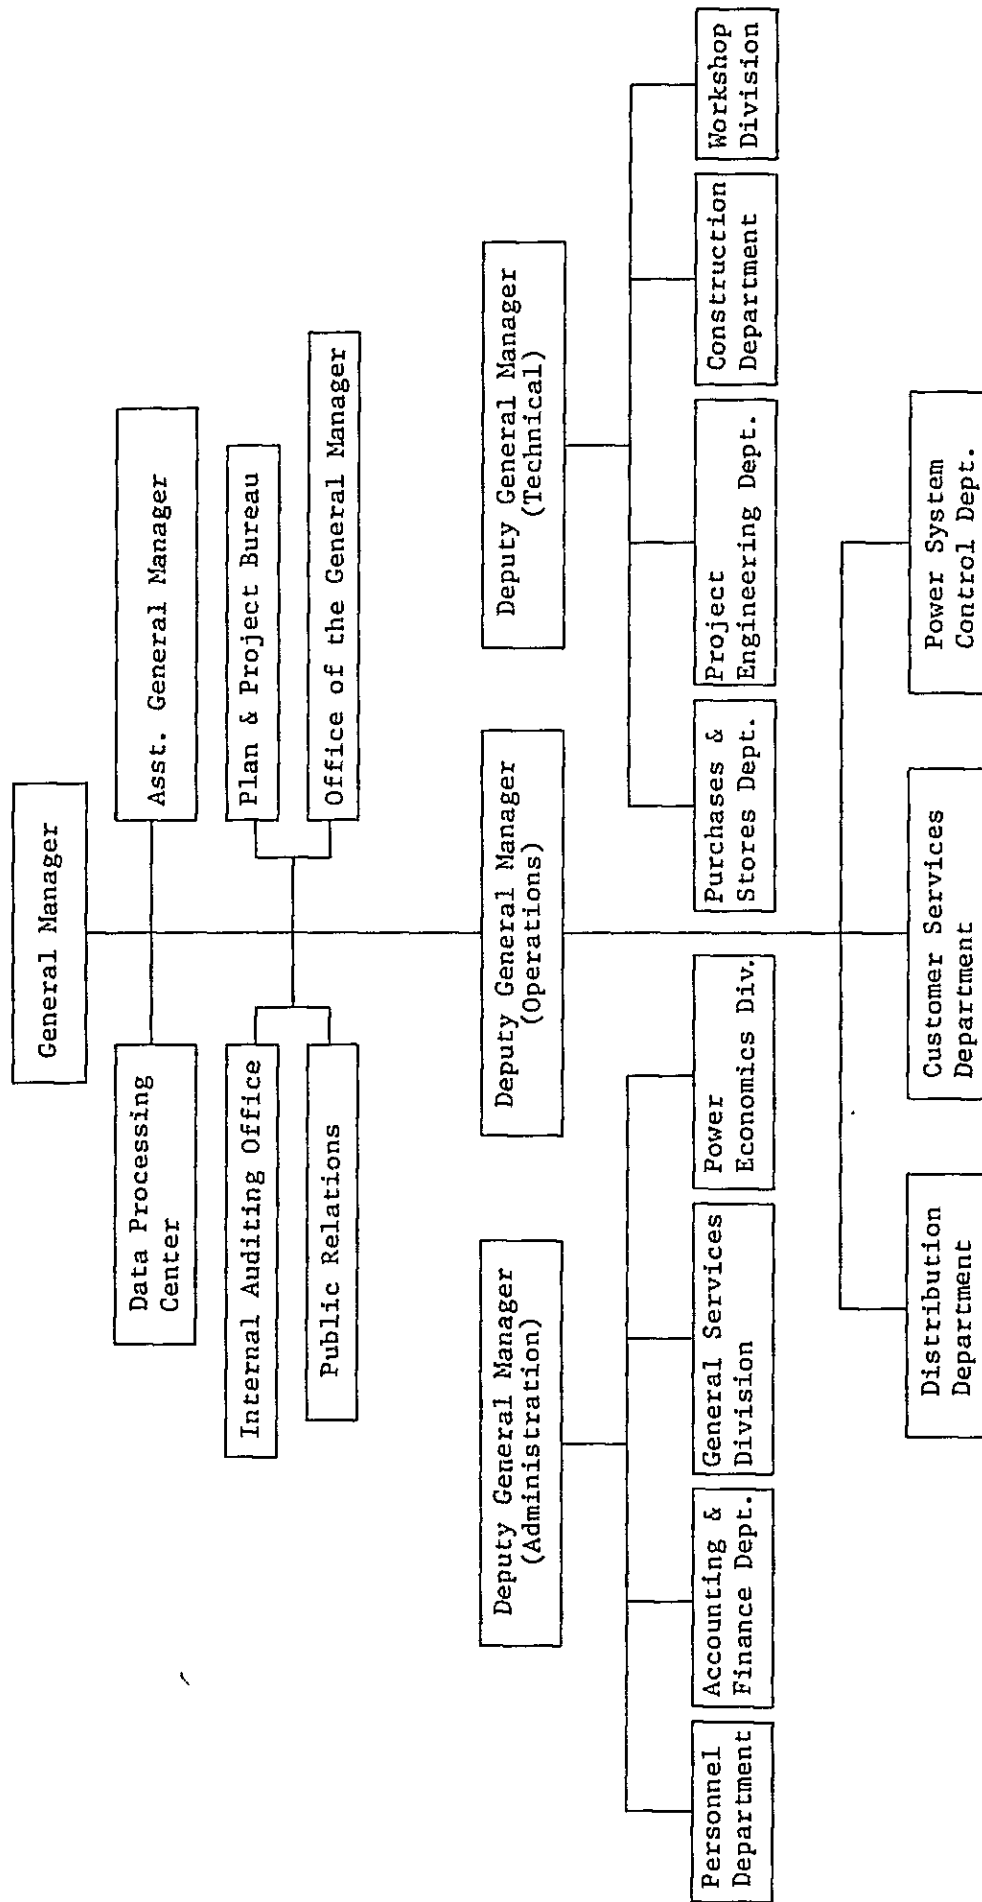 General Manager
Data Processing
Center
Asst. General Manager
Internal Auditing Office
Plan & Project Bureau
Public Relations
Office of the General Manager
Deputy General Manager
(Administration)
Deputy General Manager
(Operations)
Deputy General Manager
(Technical)
Personnel
Department
Accounting &
Finance Dept.
General Services
Division
Power
Economics Div.
Purchases &
Stores Dept.
Project
Engineering Dept.
Construction
Department
Workshop
Division
Distribution
Department
Customer Services
Department
Power System
Control Dept.